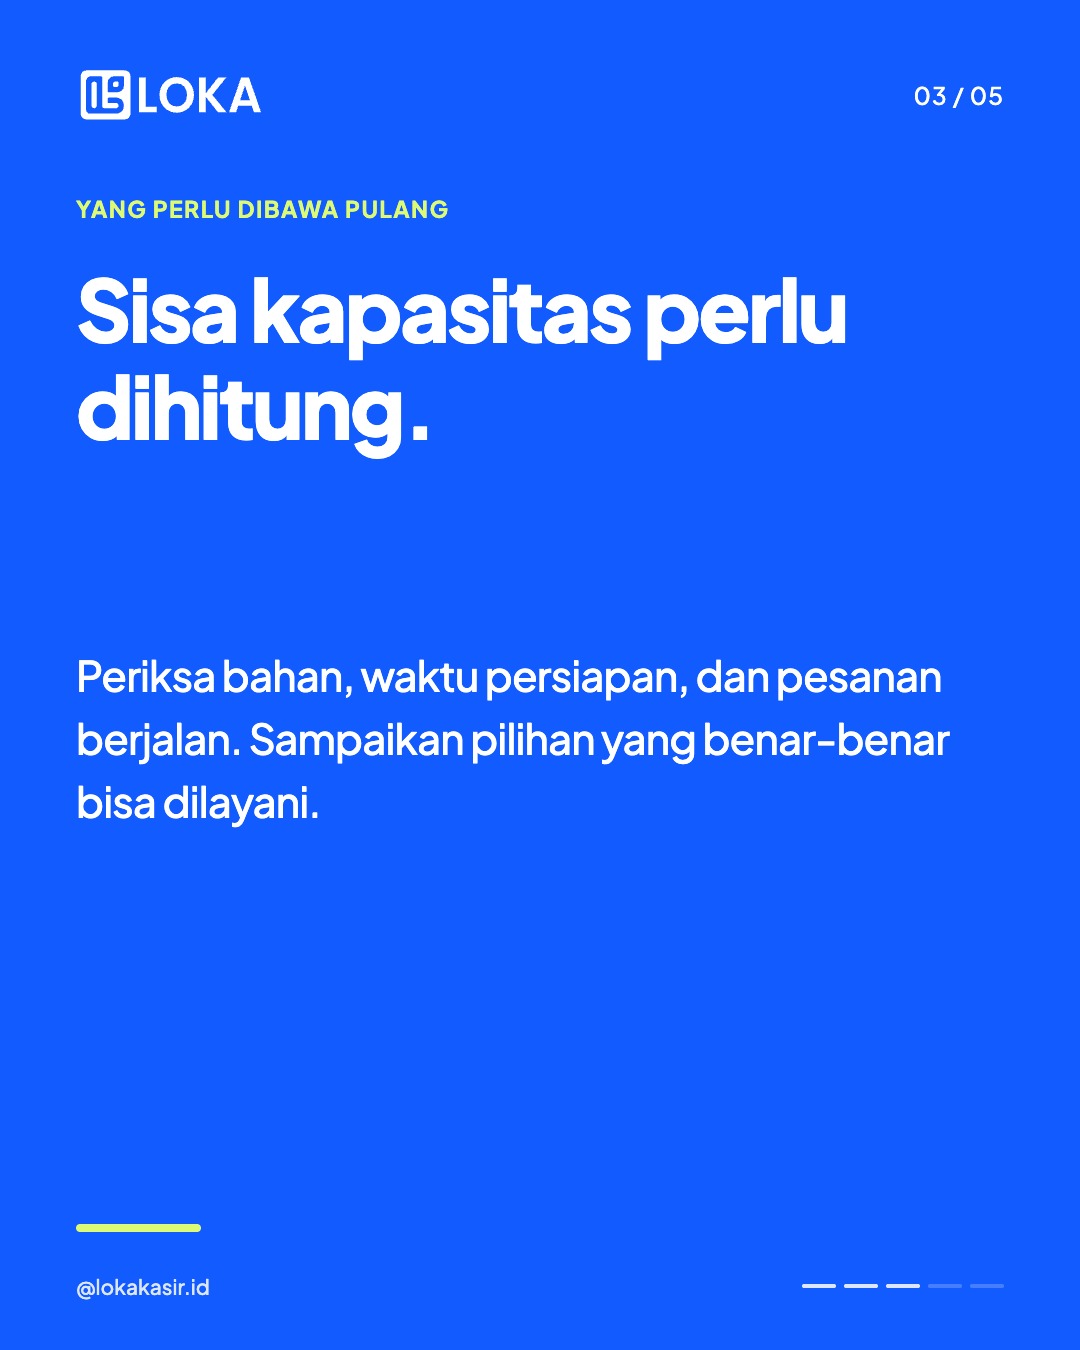 LOKA
03 / 05
YANG PERLU DIBAWA PULANG
Sisa kapasitas perlu
dihitung.
Periksa bahan, waktu persiapan, dan pesanan
berjalan. Sampaikan pilihan yang benar-benar
bisa dilayani.
@lokakasir.id